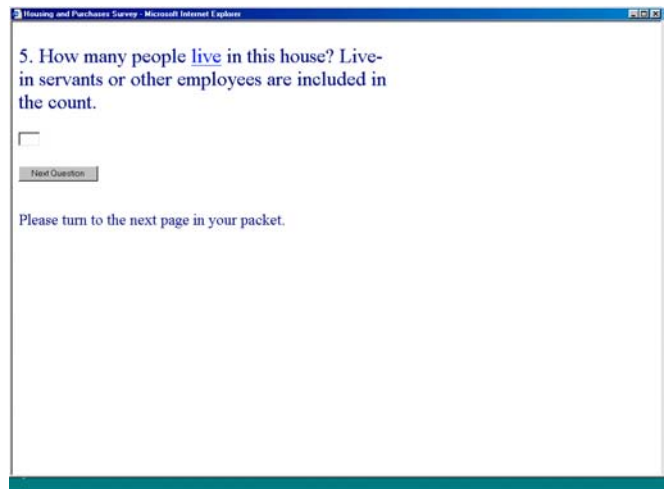 Housing and Purchases Survey - Microsoft Internet Explorer
5. How many people live in this house? Live-
in servants or other employees are included in
the count.
Next Question
Please turn to the next page in your packet.